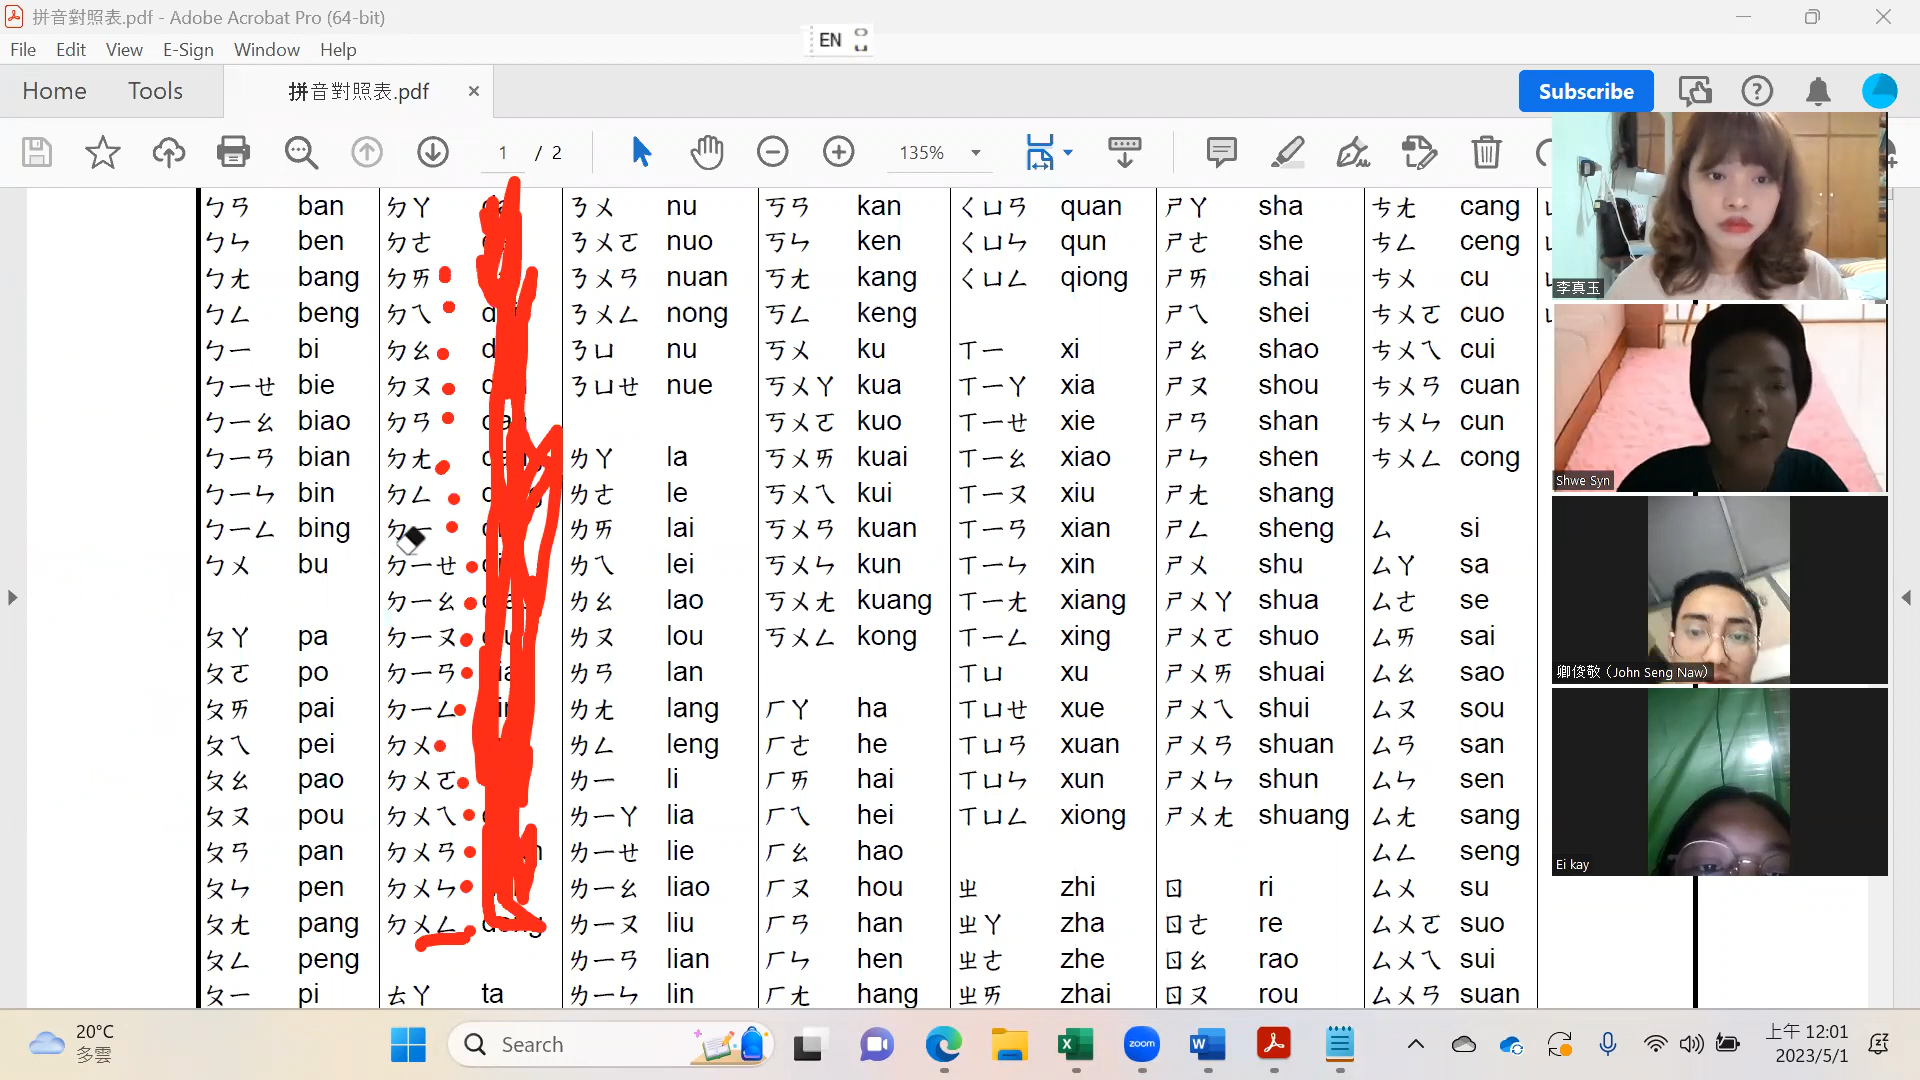 拼音對照表.pdf - Adobe Acrobat Pro (64-bit)
File Edit View E-Sign Window Help
EN
Home Tools 拼音對照表.pdf × Subscribe
1 / 2 135%
ㄅㄢ ban ㄉㄚ ㄋㄨ nu ㄎㄢ kan ㄑㄩㄢ quan ㄕㄚ sha ㄘㄤ cang
ㄅㄣ ben ㄉㄜ ㄋㄨㄛ nuo ㄎㄣ ken ㄑㄩㄣ qun ㄕㄜ she ㄘㄥ ceng
ㄅㄤ bang ㄉㄞ ㄋㄨㄢ nuan ㄎㄤ kang ㄑㄩㄥ qiong ㄕㄞ shai ㄘㄨ cu
ㄅㄥ beng ㄉㄟ ㄋㄨㄥ nong ㄎㄥ keng ㄕㄟ shei ㄘㄨㄛ cuo
ㄅㄧ bi ㄉㄠ ㄋㄩ nu ㄎㄨ ku ㄒㄧ xi ㄕㄠ shao ㄘㄨㄟ cui
ㄅㄧㄝ bie ㄉㄡ ㄋㄩㄝ nue ㄎㄨㄚ kua ㄒㄧㄚ xia ㄕㄡ shou ㄘㄨㄢ cuan
ㄅㄧㄠ biao ㄉㄢ ㄎㄨㄛ kuo ㄒㄧㄝ xie ㄕㄢ shan ㄘㄨㄣ cun
ㄅㄧㄢ bian ㄉㄤ ㄌㄚ la ㄎㄨㄞ kuai ㄒㄧㄠ xiao ㄕㄣ shen ㄘㄨㄥ cong
ㄅㄧㄣ bin ㄉㄥ ㄌㄜ le ㄎㄨㄟ kui ㄒㄧㄡ xiu ㄕㄤ shang
ㄅㄧㄥ bing ㄉㄧ ㄌㄞ lai ㄎㄨㄢ kuan ㄒㄧㄢ xian ㄕㄥ sheng ㄙ si
ㄅㄨ bu ㄉㄧㄝ ㄌㄟ lei ㄎㄨㄣ kun ㄒㄧㄣ xin ㄕㄨ shu ㄙㄚ sa
ㄉㄧㄠ ㄌㄠ lao ㄎㄨㄤ kuang ㄒㄧㄤ xiang ㄕㄨㄚ shua ㄙㄜ se
ㄆㄚ pa ㄉㄧㄡ ㄌㄡ lou ㄎㄨㄥ kong ㄒㄧㄥ xing ㄕㄨㄛ shuo ㄙㄞ sai
ㄆㄛ po ㄉㄧㄢ ㄌㄢ lan ㄒㄩ xu ㄕㄨㄞ shuai ㄙㄠ sao
ㄆㄞ pai ㄉㄧㄥ ㄌㄤ lang ㄏㄚ ha ㄒㄩㄝ xue ㄕㄨㄟ shui ㄙㄡ sou
ㄆㄟ pei ㄉㄨ ㄌㄥ leng ㄏㄜ he ㄒㄩㄢ xuan ㄕㄨㄢ shuan ㄙㄢ san
ㄆㄠ pao ㄉㄨㄛ ㄌㄧ li ㄏㄞ hai ㄒㄩㄣ xun ㄕㄨㄣ shun ㄙㄣ sen
ㄆㄡ pou ㄉㄨㄟ ㄌㄧㄚ lia ㄏㄟ hei ㄒㄩㄥ xiong ㄕㄨㄤ shuang ㄙㄤ sang
ㄆㄢ pan ㄉㄨㄢ ㄌㄧㄝ lie ㄏㄠ hao ㄙㄥ seng
ㄆㄣ pen ㄉㄨㄣ ㄌㄧㄠ liao ㄏㄡ hou ㄓ zhi ㄖ ri ㄙㄨ su
ㄆㄤ pang ㄉㄨㄥ dong ㄌㄧㄡ liu ㄏㄢ han ㄓㄚ zha ㄖㄜ re ㄙㄨㄛ suo
ㄆㄥ peng ㄌㄧㄢ lian ㄏㄣ hen ㄓㄜ zhe ㄖㄠ rao ㄙㄨㄟ sui
ㄆㄧ pi ㄊㄚ ta ㄌㄧㄣ lin ㄏㄤ hang ㄓㄞ zhai ㄖㄡ rou ㄙㄨㄢ suan
李真玉
Shwe Syn
卿俊敬（John Seng Naw）
Ei kay
20°C
多雲
Search
zoom
上午 12:01
2023/5/1